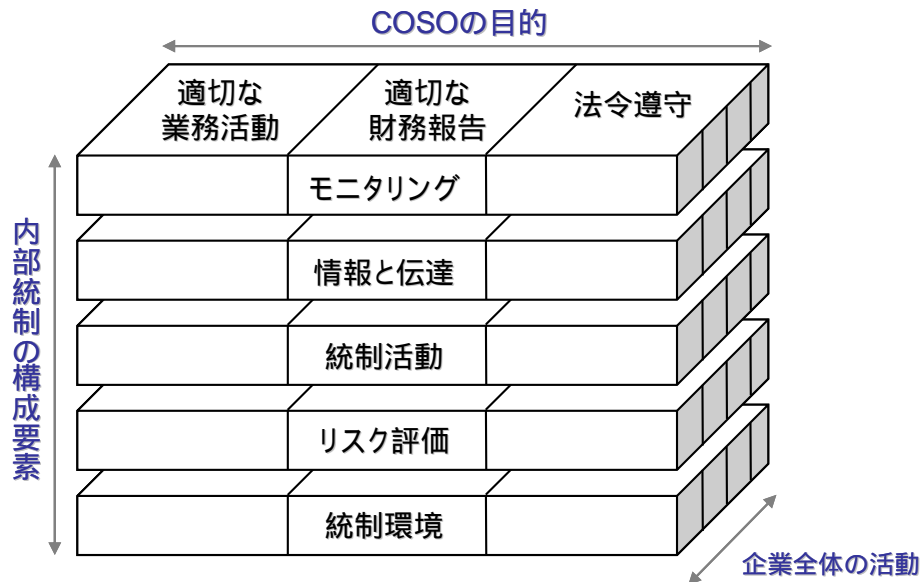 COSOの目的
適切な
業務活動
適切な
財務報告
法令遵守
モニタリング
情報と伝達
統制活動
リスク評価
統制環境
内部統制の構成要素
企業全体の活動